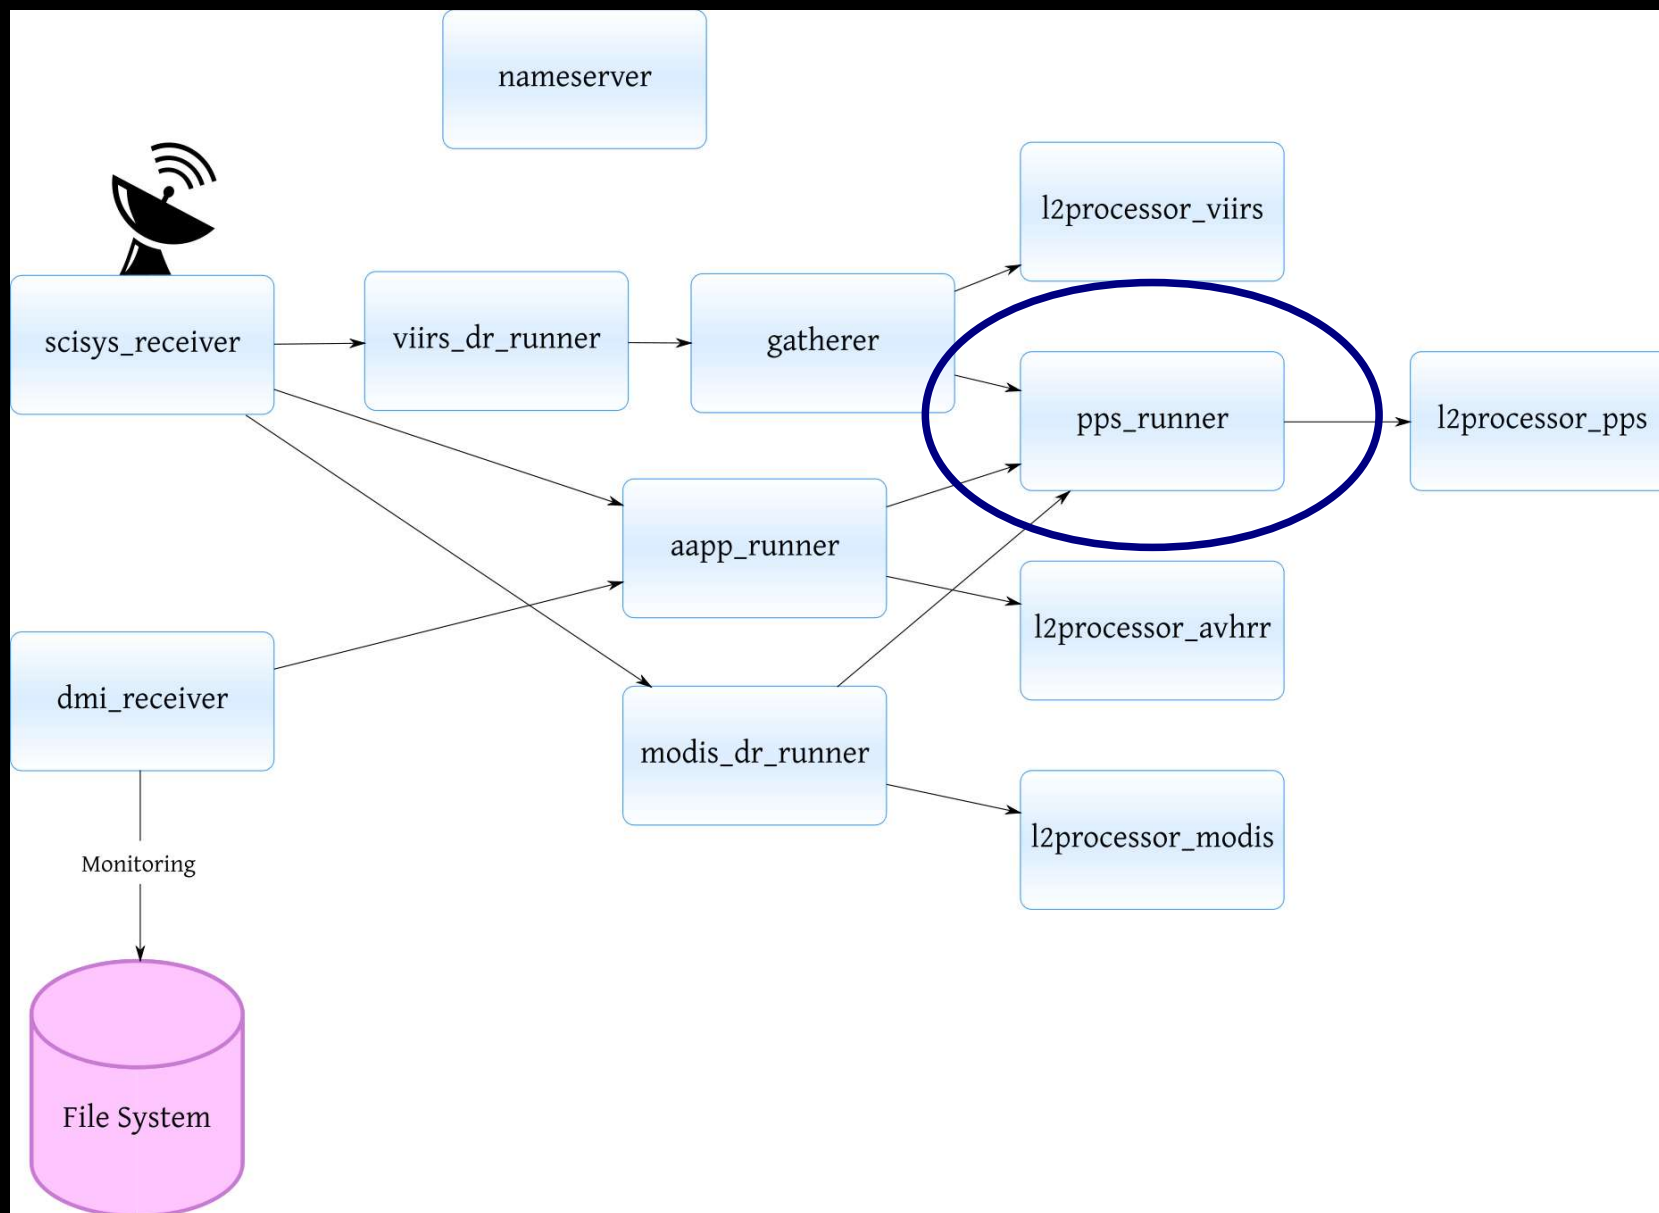 nameserver
l2processor_viirs
scisys_receiver
viirs_dr_runner
gatherer
pps_runner
l2processor_pps
aapp_runner
l2processor_avhrr
dmi_receiver
modis_dr_runner
l2processor_modis
Monitoring
File System